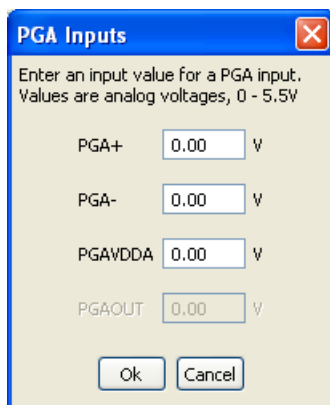 PGA Inputs
Enter an input value for a PGA input.
Values are analog voltages, 0 - 5.5V
PGA+ 0.00 V
PGA- 0.00 V
PGAVDDA 0.00 V
PGAOUT 0.00 V
Ok Cancel